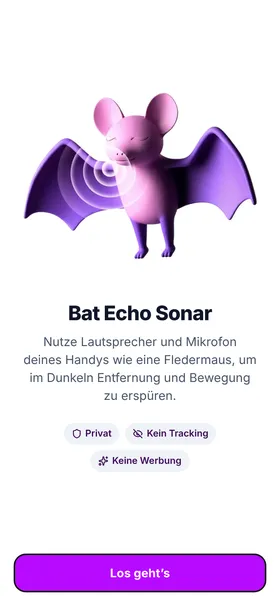 Bat Echo Sonar
Nutze Lautsprecher und Mikrofon
deines Handys wie eine Fledermaus, um
im Dunkeln Entfernung und Bewegung
zu erspüren.
Privat
Kein Tracking
Keine Werbung
Los geht's